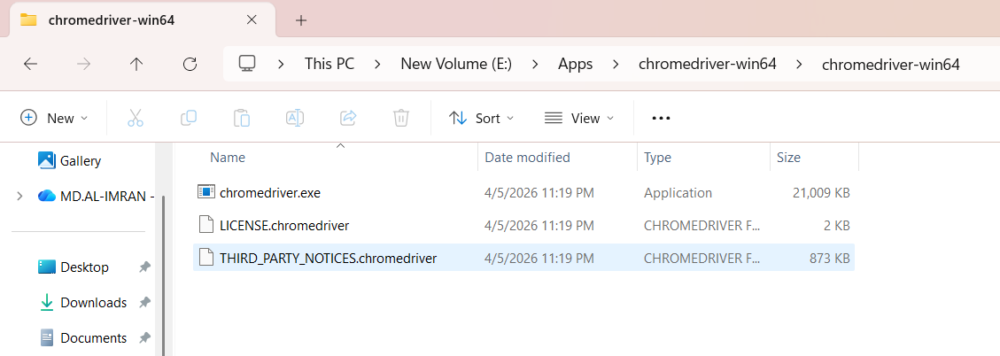 chromedriver-win64
This PC New Volume (E:) Apps chromedriver-win64 chromedriver-win64
New Sort View
Gallery
MD.AL-IMRAN -
Desktop
Downloads
Documents
Name Date modified Type Size
chromedriver.exe 4/5/2026 11:19 PM Application 21,009 KB
LICENSE.chromedriver 4/5/2026 11:19 PM CHROMEDRIVER F... 2 KB
THIRD_PARTY_NOTICES.chromedriver 4/5/2026 11:19 PM CHROMEDRIVER F... 873 KB